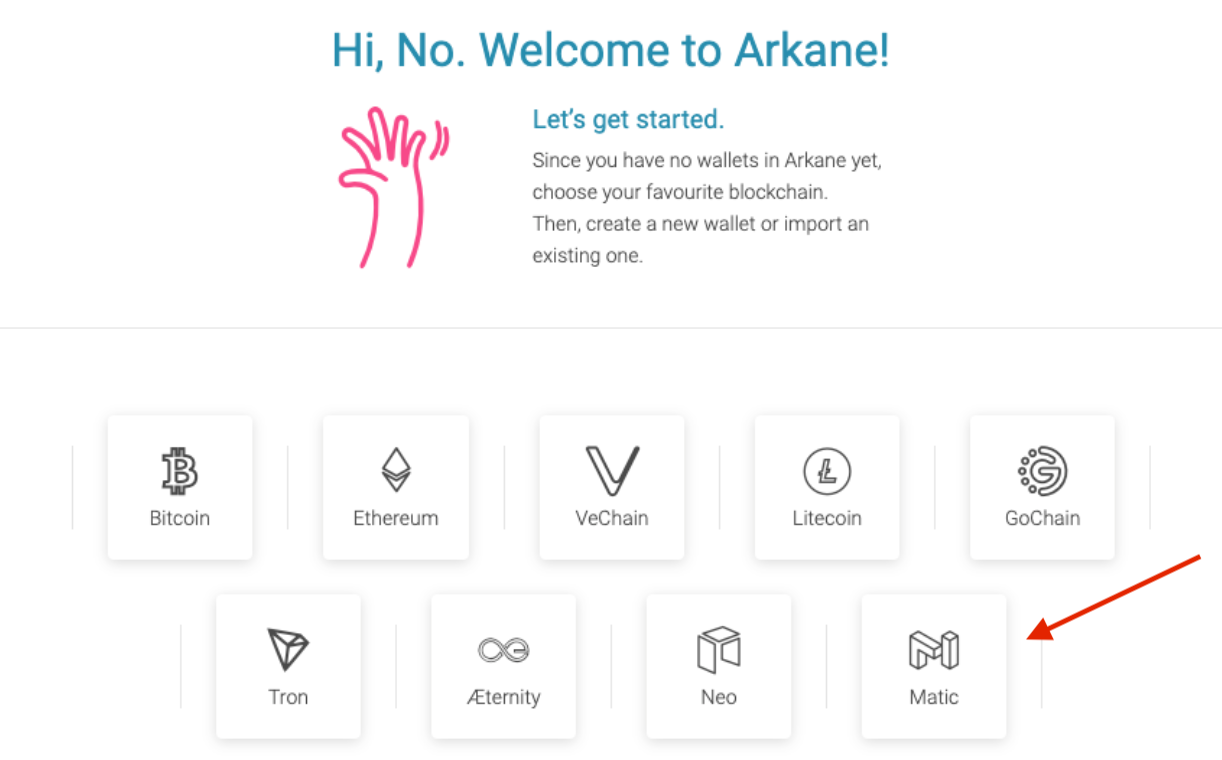 Hi, No. Welcome to Arkane!
Let's get started.
Since you have no wallets in Arkane yet,
choose your favourite blockchain.
Then, create a new wallet or import an
existing one.
Bitcoin
Ethereum
VeChain
Litecoin
GoChain
Tron
Æternity
Neo
Matic